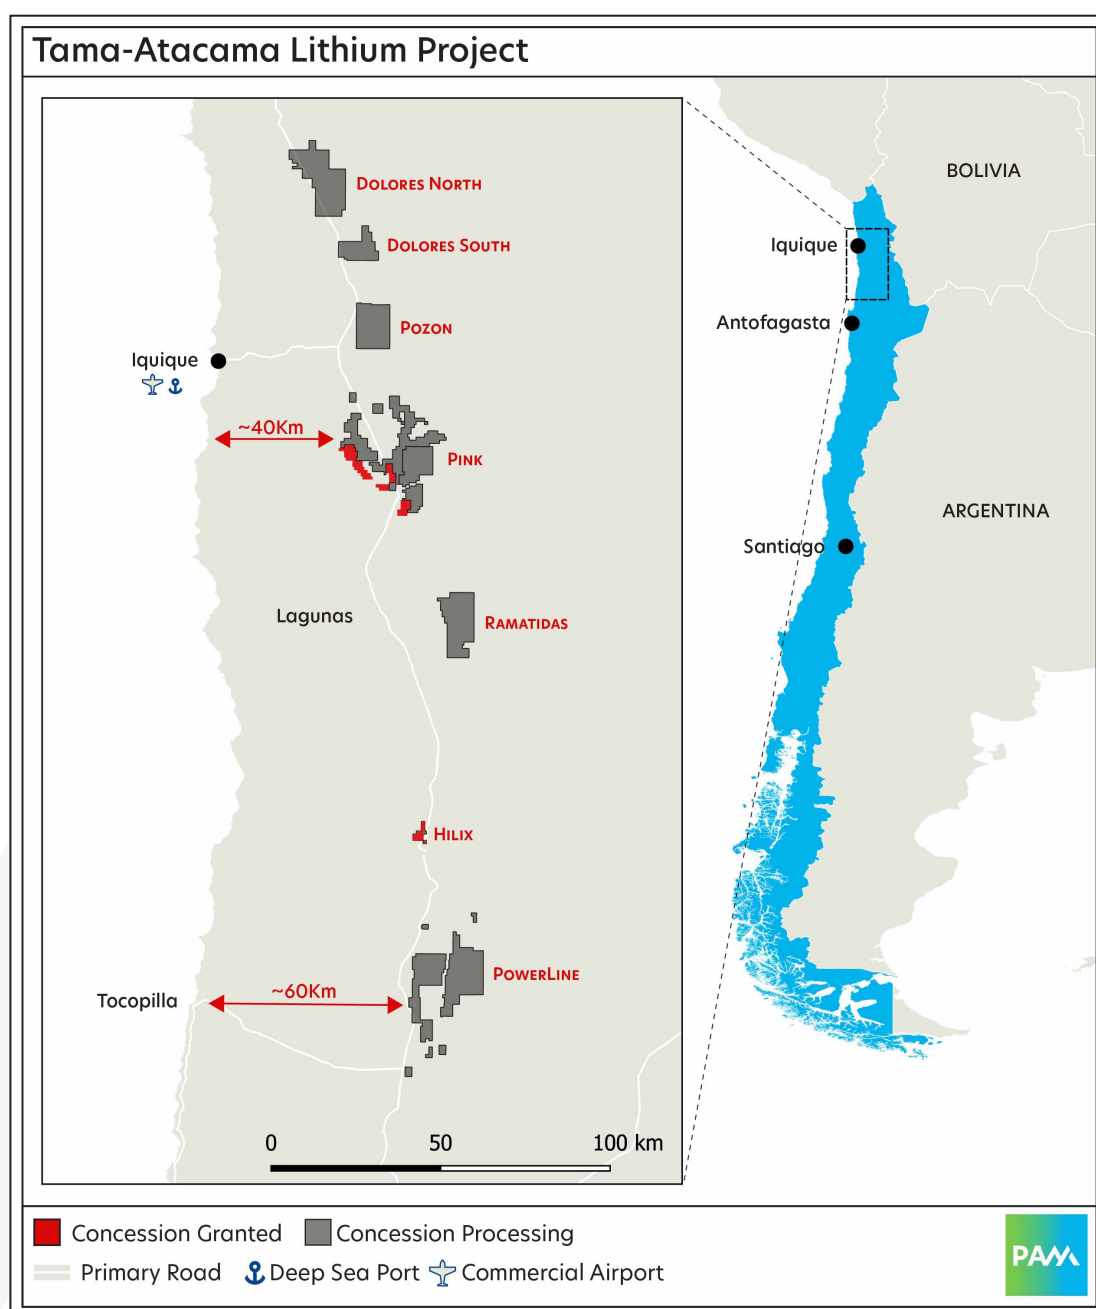 Tama-Atacama Lithium Project
DOLORES NORTH
DOLORES SOUTH
POZON
Iquique
~40Km
PINK
Lagunas
RAMATIDAS
HILIX
POWERLINE
Tocopilla
~60Km
0 50 100 km
BOLIVIA
Iquique
Antofagasta
ARGENTINA
Santiago
Concession Granted
Concession Processing
Primary Road
Deep Sea Port
Commercial Airport
PAM